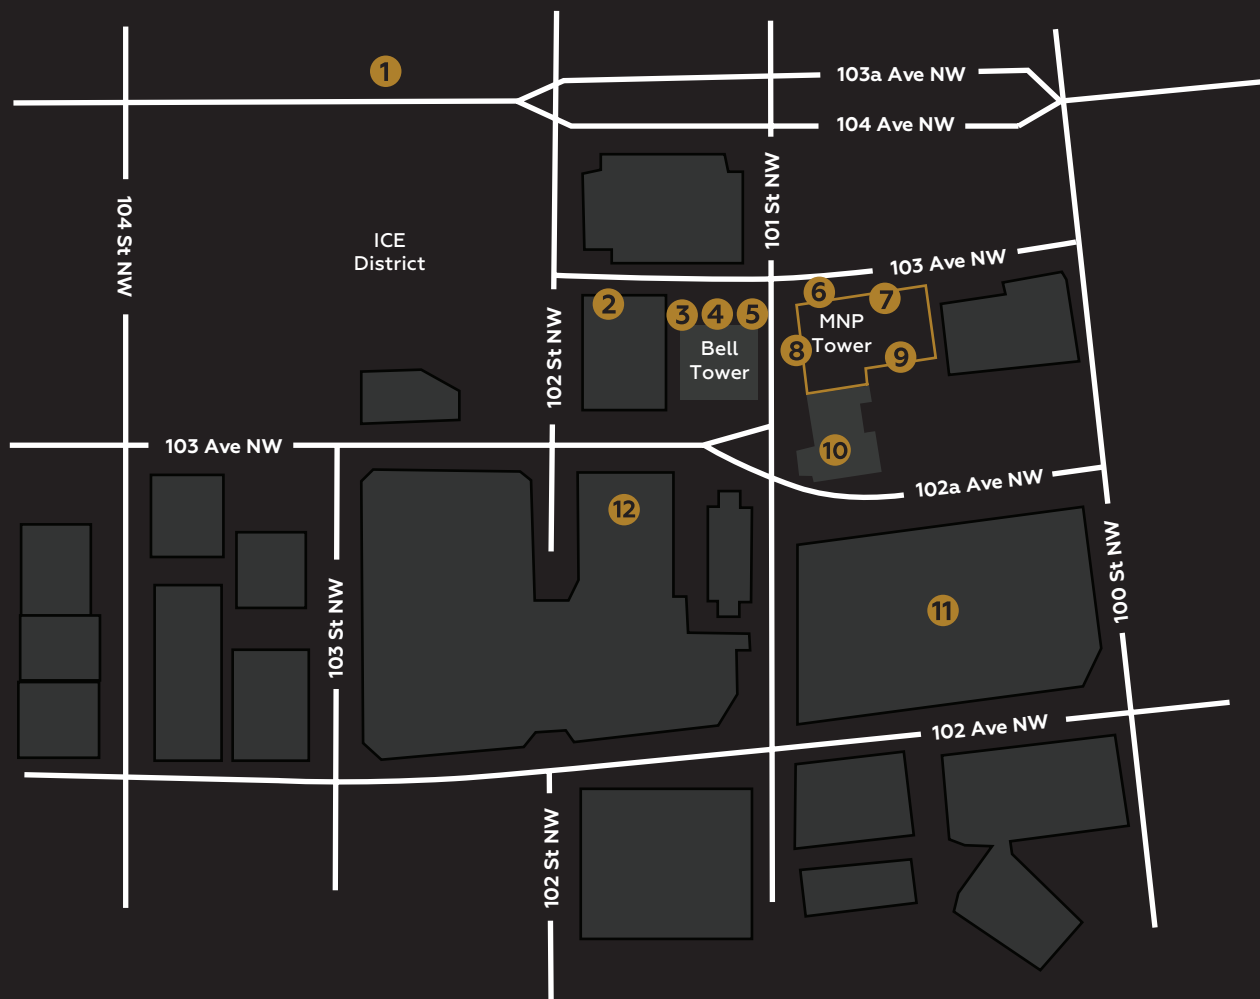 1
103a Ave NW
104 Ave NW
104 St NW
101 St NW
ICE
District
103 Ave NW
102 St NW
2
3
4
5
6
7
8
9
MNP
Tower
Bell
Tower
103 Ave NW
10
102a Ave NW
12
103 St NW
100 St NW
11
102 Ave NW
102 St NW